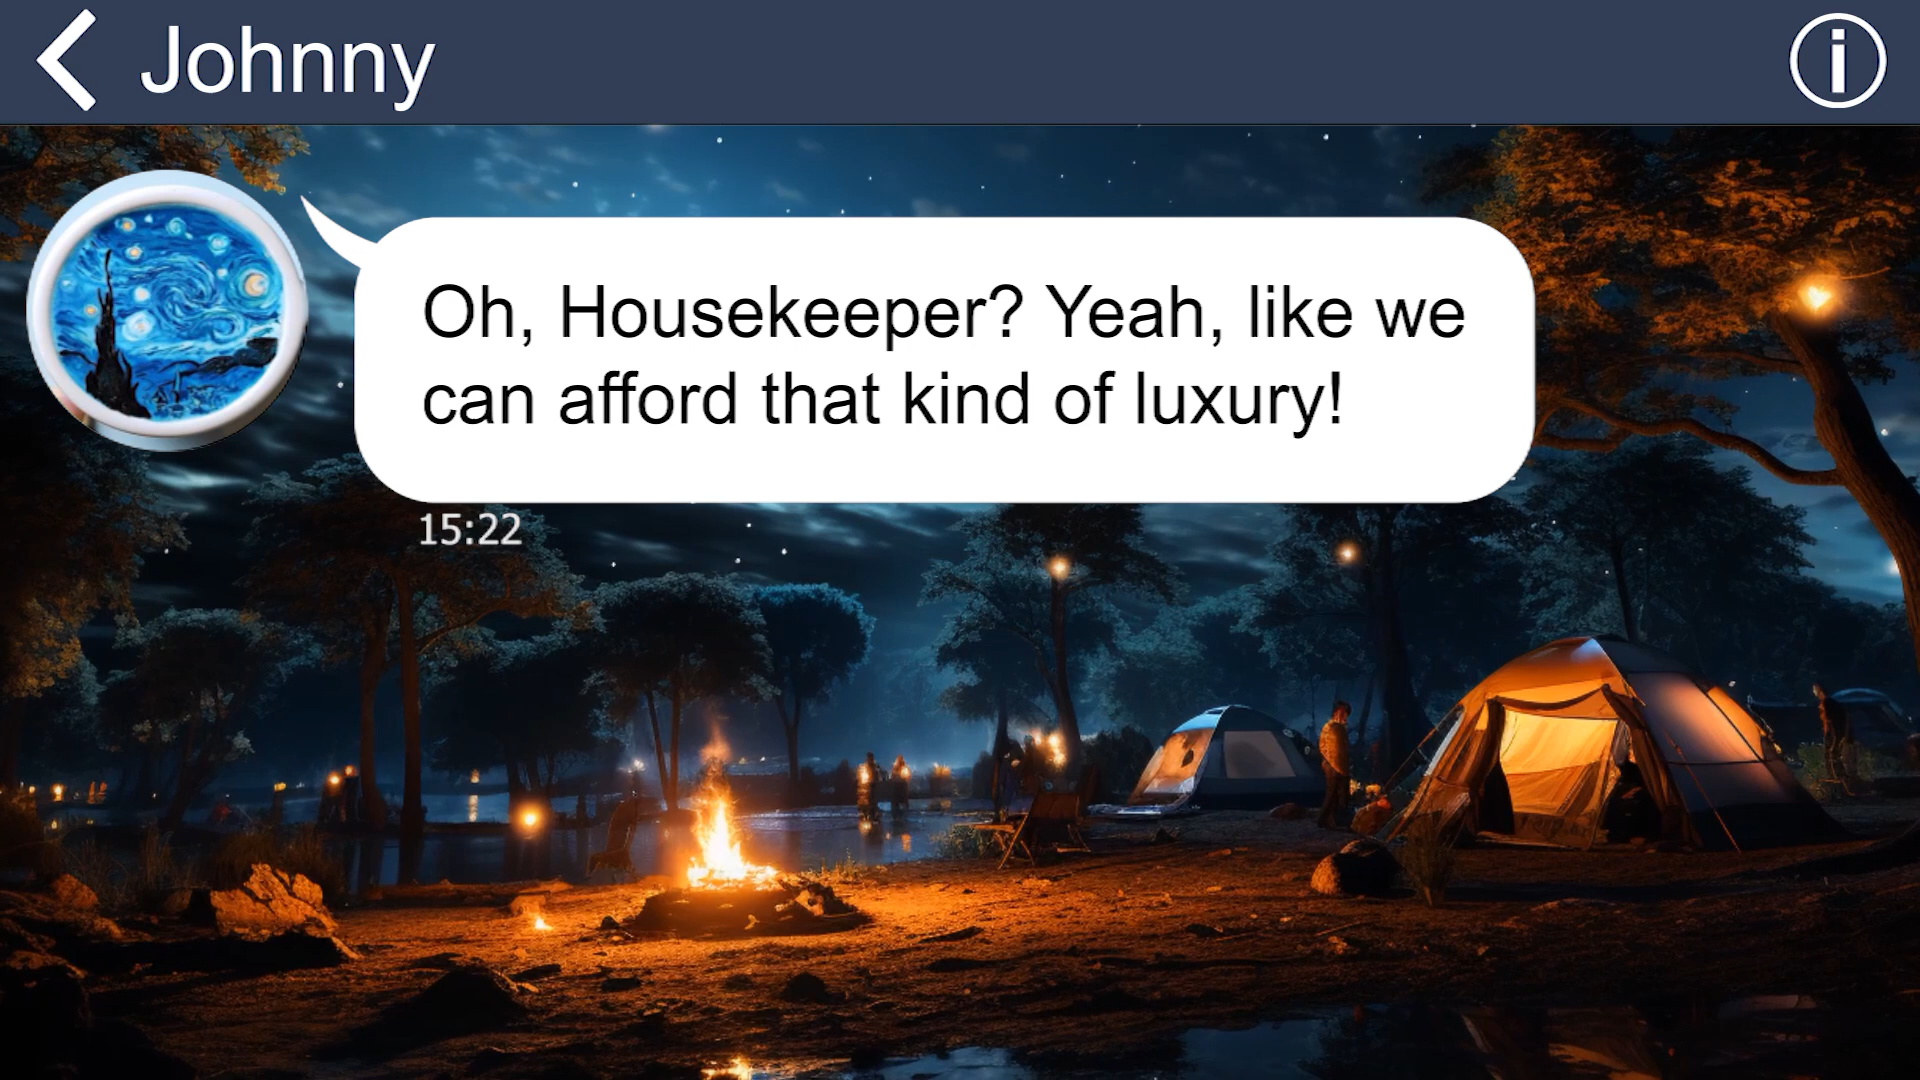 Johnny
Oh, Housekeeper? Yeah, like we
can afford that kind of luxury!
15:22